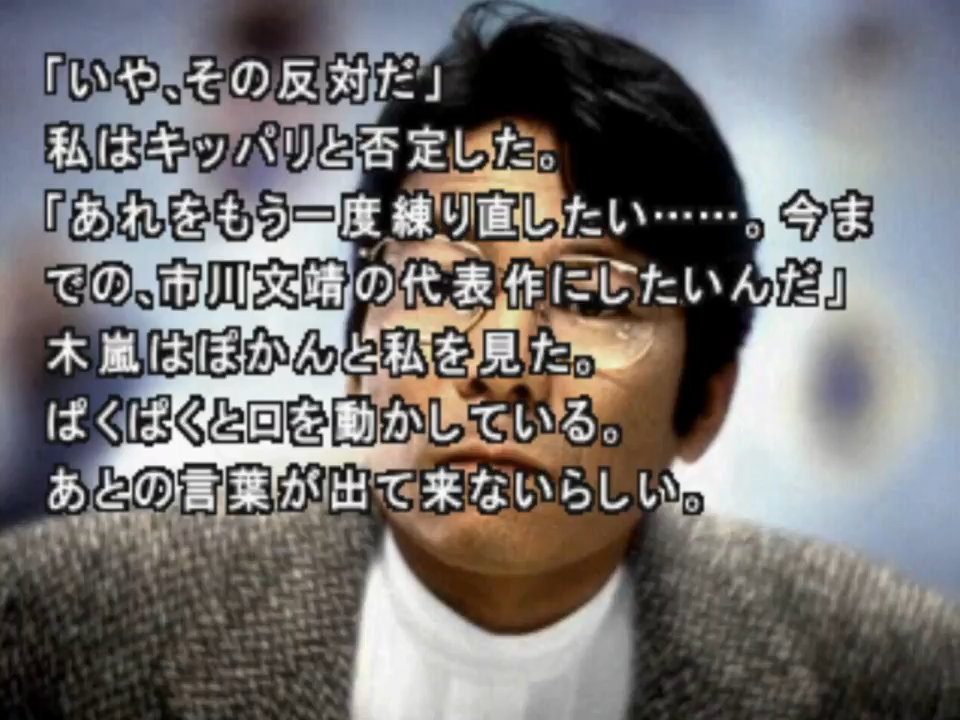 「いや、その反対だ」
私はキッパリと否定した。
「あれをもう一度練り直したい……。今ま
での、市川文靖の代表作にしたいんだ」
木嵐はぽかんと私を見た。
ぱくぱくと口を動かしている。
あとの言葉が出て来ないらしい。